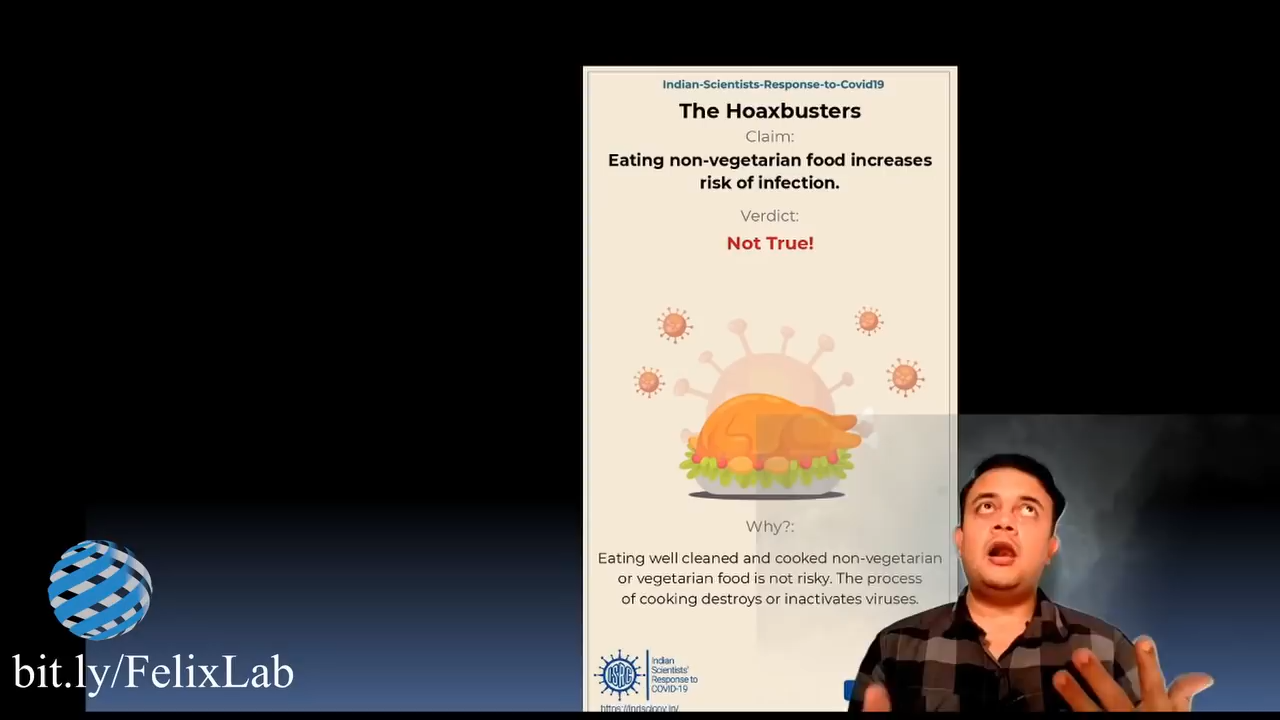 Indian-Scientists-Response-to-Covid19
The Hoaxbusters
Claim:
Eating non-vegetarian food increases
risk of infection.
Verdict:
Not True!
Why?:
Eating well cleaned and cooked non-vegetarian
or vegetarian food is not risky. The process
of cooking destroys or inactivates viruses.
ISRC
Indian
Scientists'
Response to
COVID-19
bit.ly/FelixLab